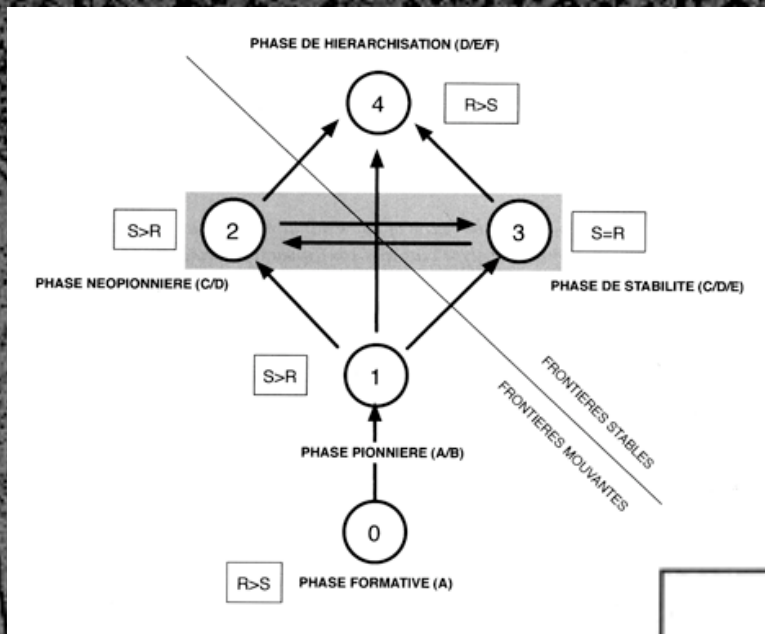 PHASE DE HIERARCHISATION (D/E/F)
4
R>S
S>R
2
3
S=R
PHASE NEOPIONNIERE (C/D)
PHASE DE STABILITE (C/D/E)
S>R
1
FRONTIERES STABLES
FRONTIERES MOUVANTES
PHASE PIONNIERE (A/B)
0
R>S
PHASE FORMATIVE (A)